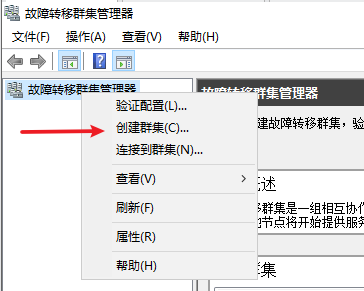 故障转移群集管理器
文件(F) 操作(A) 查看(V) 帮助(H)
故障转移群集管理器
章转移群集管理器
验证配置(L)...
创建群集(C)...
连接到群集(N)...
查看(V)
刷新(F)
属性(R)
帮助(H)
建故障转移群集，验
述
移群集是一组相互协作
节点将开始提供服务
集